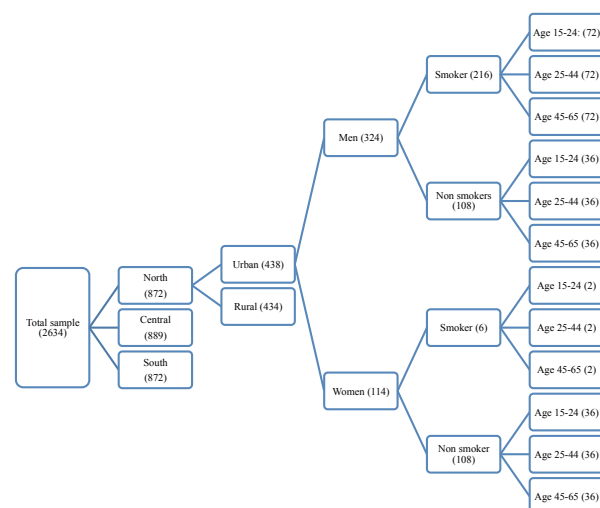 Total sample
(2634)
North
(872)
Central
(889)
South
(872)
Urban (438)
Rural (434)
Men (324)
Women (114)
Smoker (216)
Non smokers
(108)
Smoker (6)
Non smoker
(108)
Age 15-24: (72)
Age 25-44 (72)
Age 45-65 (72)
Age 15-24 (36)
Age 25-44 (36)
Age 45-65 (36)
Age 15-24 (2)
Age 25-44 (2)
Age 45-65 (2)
Age 15-24 (36)
Age 25-44 (36)
Age 45-65 (36)